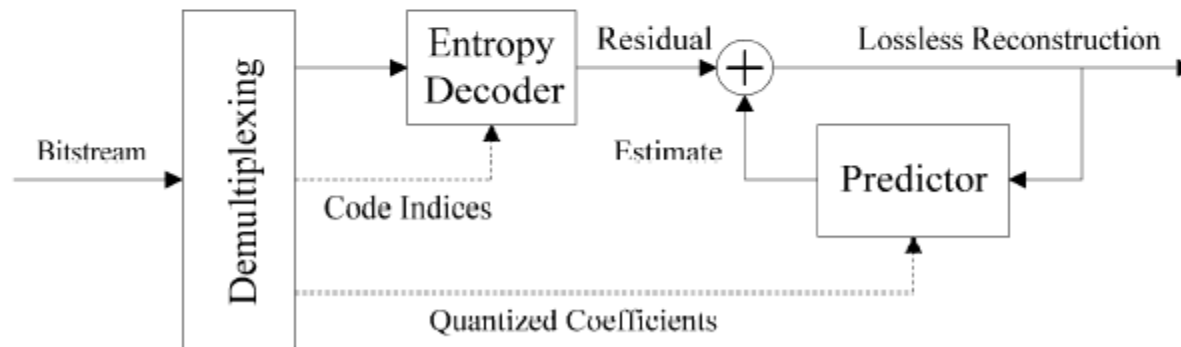 Bitstream
Demultiplexing
Entropy
Decoder
Code Indices
Quantized Coefficients
Residual
+
Estimate
Lossless Reconstruction
Predictor